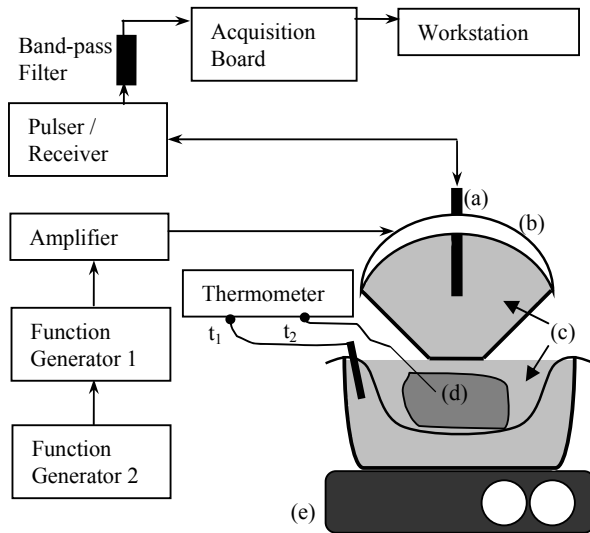 Band-pass
Filter
Acquisition
Board
Workstation
Pulser /
Receiver
(a)
(b)
Amplifier
Thermometer
t1
t2
(c)
Function
Generator 1
(d)
Function
Generator 2
(e)